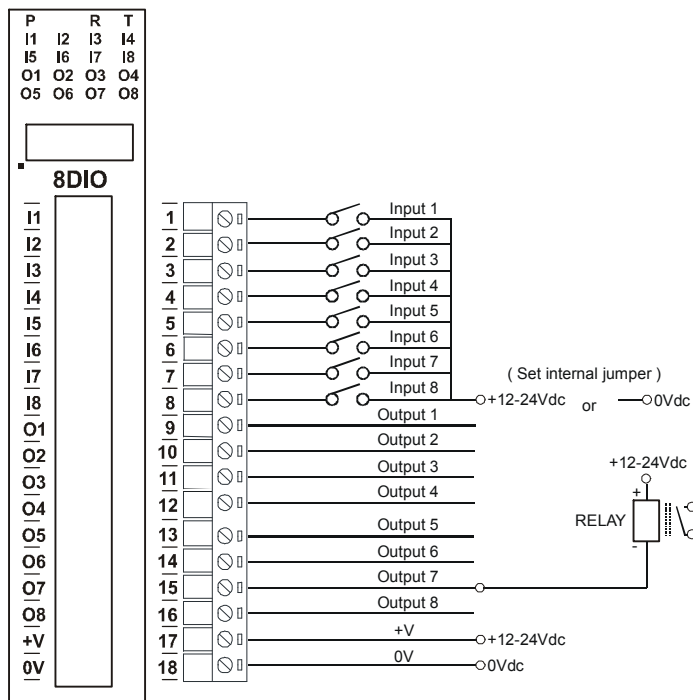 P R T
I1 I2 I3 I4
I5 I6 I7 I8
O1 O2 O3 O4
O5 O6 O7 O8
8DIO
I1 1 Input 1
I2 2 Input 2
I3 3 Input 3
I4 4 Input 4
I5 5 Input 5
I6 6 Input 6
I7 7 Input 7
( Set internal jumper )
I8 8 Input 8 +12-24Vdc or 0Vdc
O1 9 Output 1
O2 10 Output 2
O3 11 Output 3
O4 12 Output 4
O5 13 Output 5
O6 14 Output 6
O7 15 Output 7
O8 16 Output 8
+V 17 +V +12-24Vdc
0V 18 0V 0Vdc
+12-24Vdc
+
RELAY
-